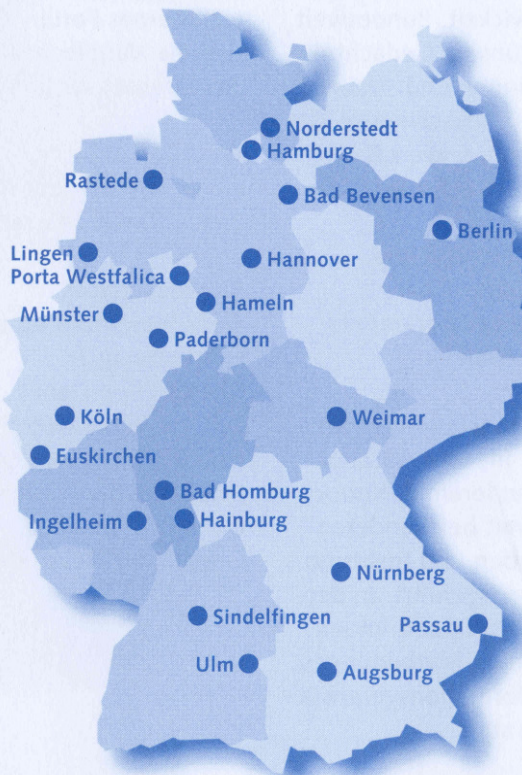 Norderstedt
Hamburg
Rastede
Bad Bevensen
Berlin
Lingen
Hannover
Porta Westfalica
Hameln
Münster
Paderborn
Köln
Weimar
Euskirchen
Bad Homburg
Ingelheim
Hainburg
Nürnberg
Sindelfingen
Passau
Ulm
Augsburg